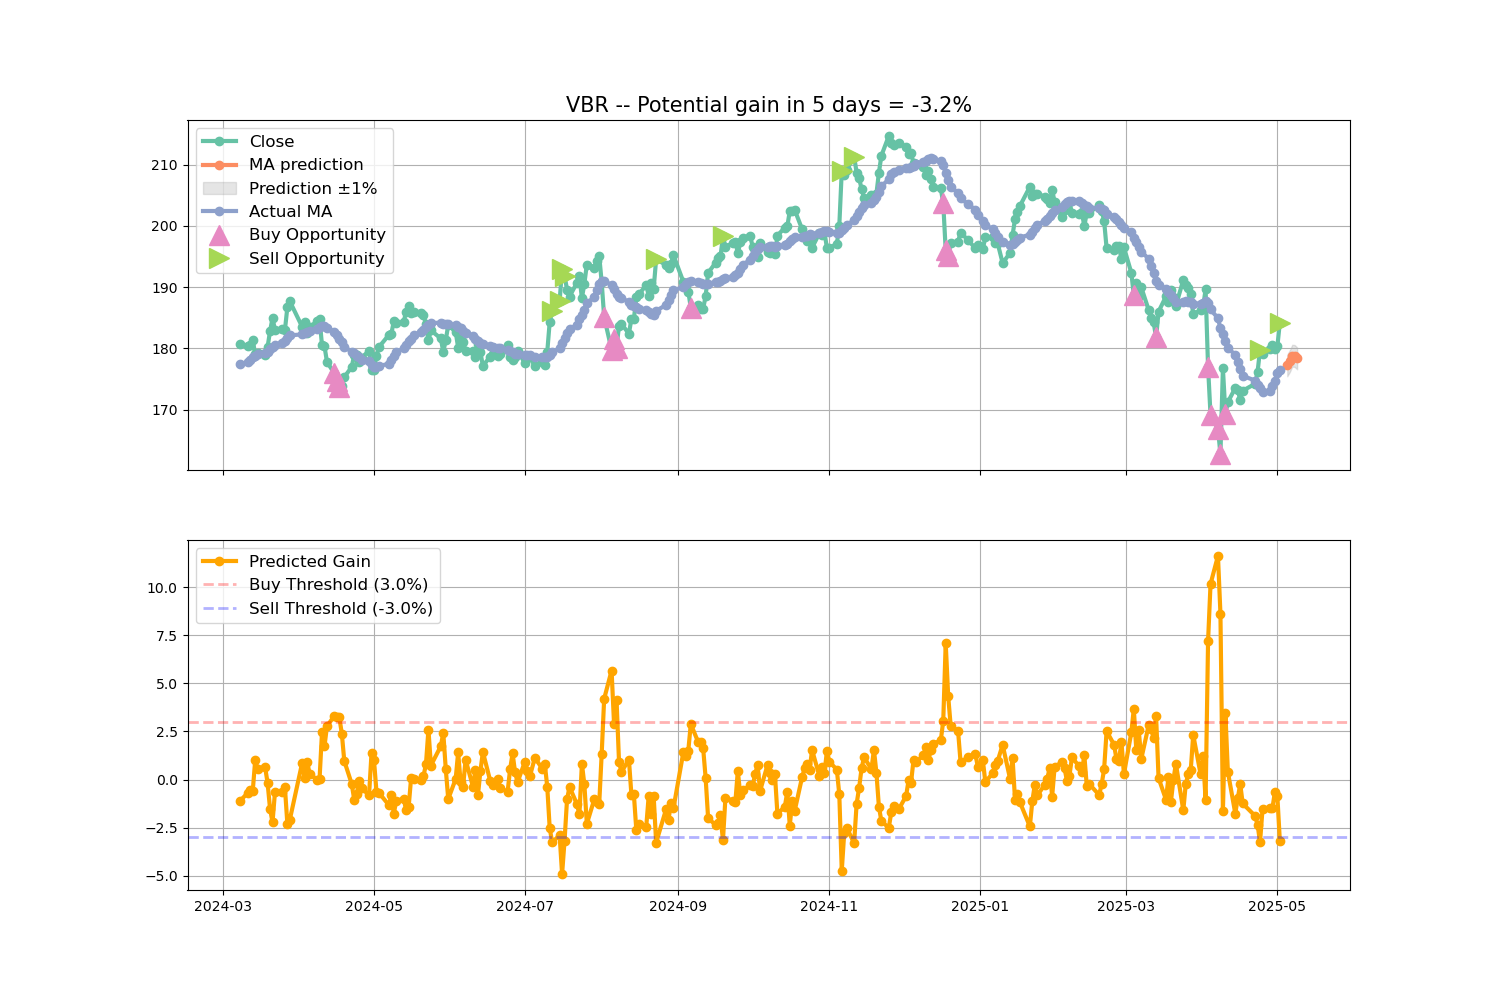 VBR -- Potential gain in 5 days = -3.2%
Close
MA prediction
Prediction ±1%
Actual MA
Buy Opportunity
Sell Opportunity
210
200
190
180
170
Predicted Gain
Buy Threshold (3.0%)
Sell Threshold (-3.0%)
10.0
7.5
5.0
2.5
0.0
−2.5
−5.0
2024-03 2024-05 2024-07 2024-09 2024-11 2025-01 2025-03 2025-05